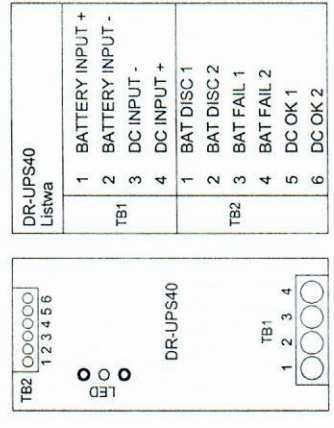 DR-UPS40
Listwa
TB1
1 BATTERY INPUT +
2 BATTERY INPUT -
3 DC INPUT -
4 DC INPUT +
TB2
1 BAT DISC 1
2 BAT DISC 2
3 BAT FAIL 1
4 BAT FAIL 2
5 DC OK 1
6 DC OK 2
TB2
1 2 3 4 5 6
LED
DR-UPS40
TB1
1 2 3 4